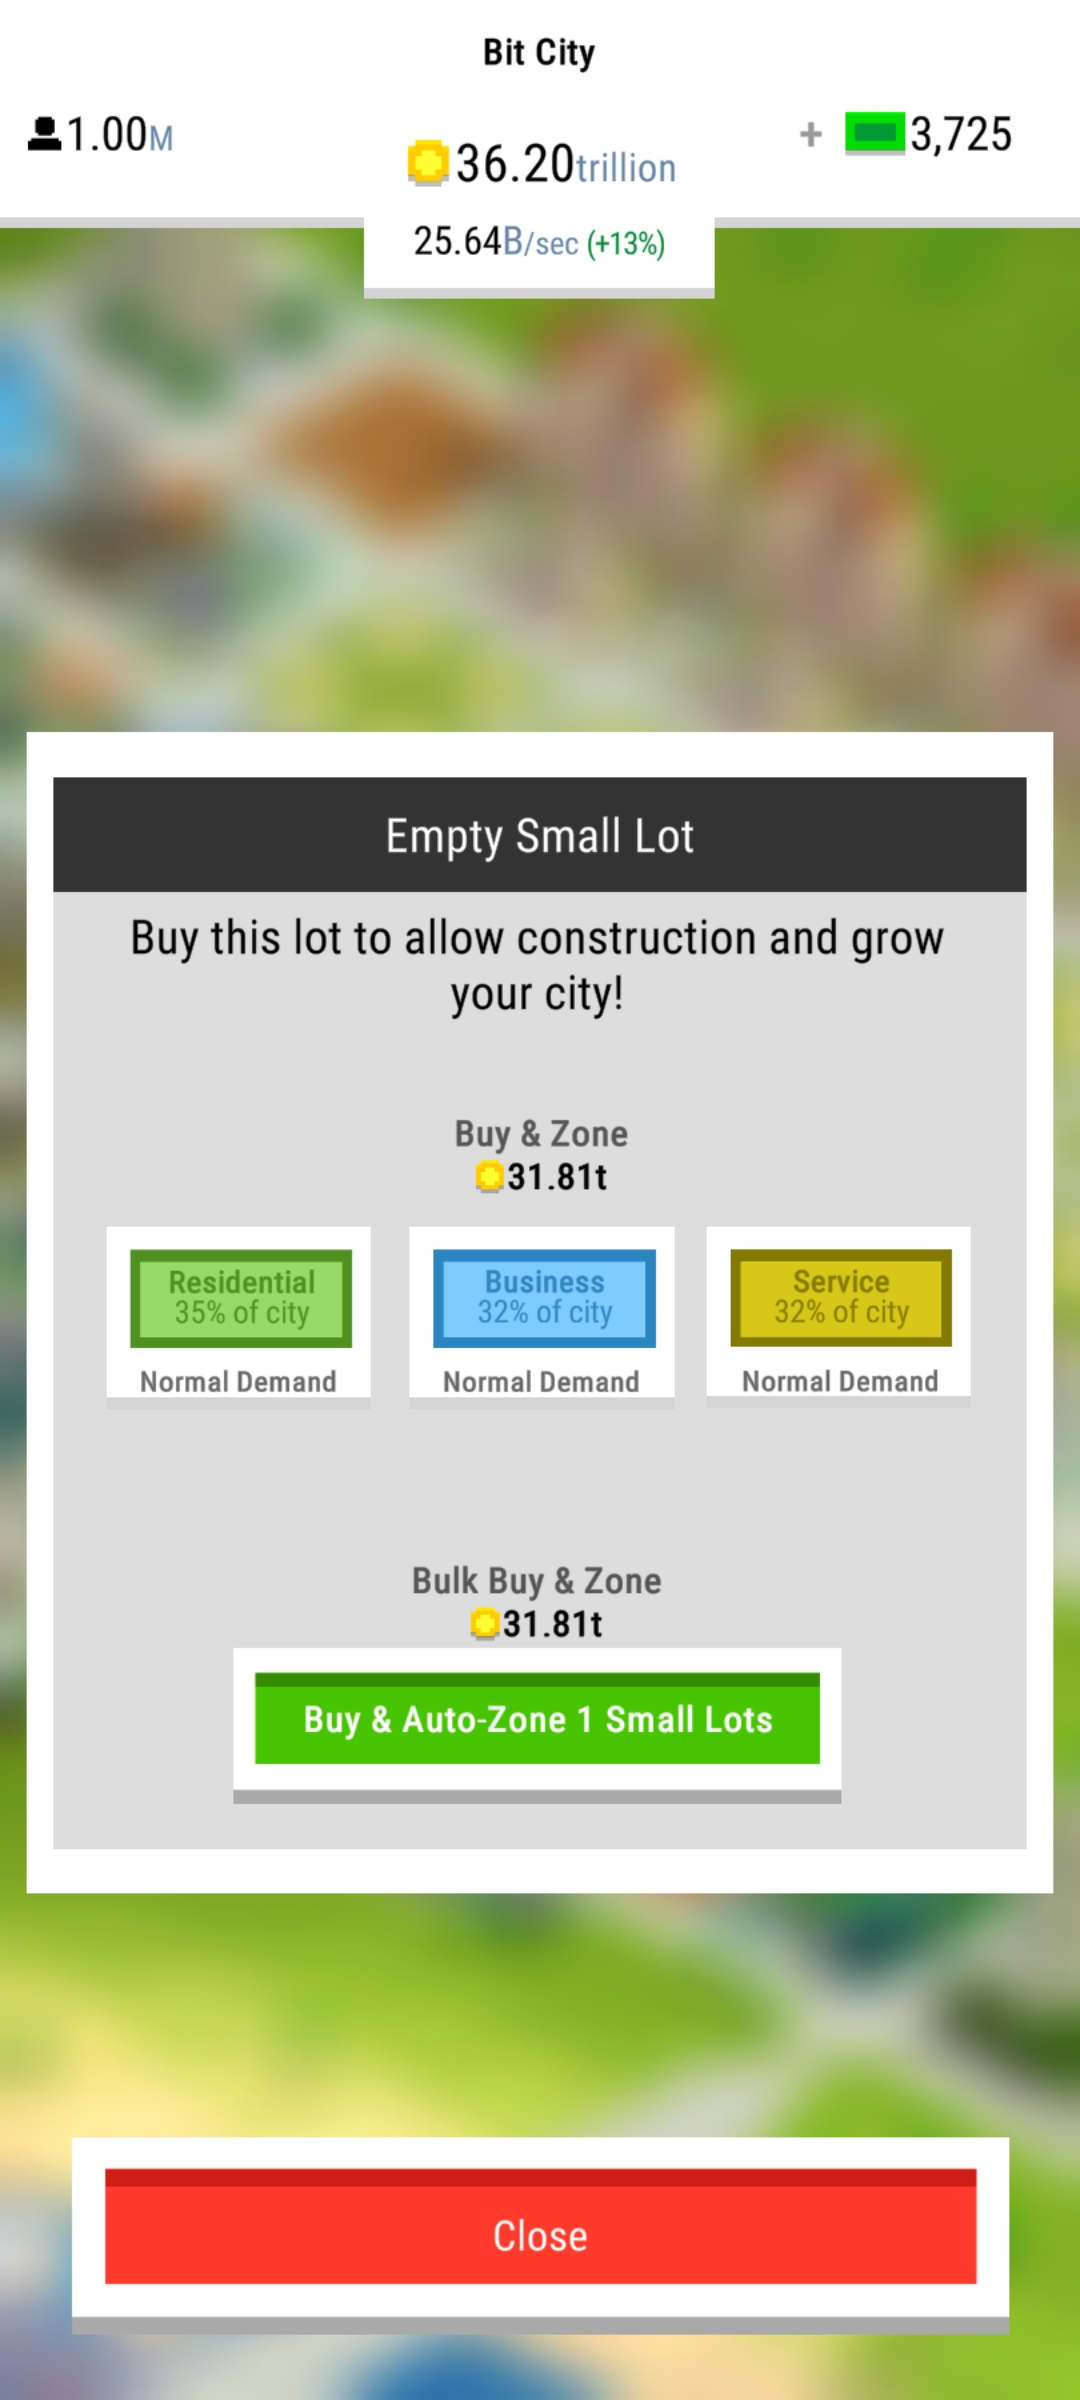 Bit City
1.00M
+ 3,725
36.20trillion
25.64B/sec (+13%)
Empty Small Lot
Buy this lot to allow construction and grow
your city!
Buy & Zone
31.81t
Residential
35% of city
Normal Demand
Business
32% of city
Normal Demand
Service
32% of city
Normal Demand
Bulk Buy & Zone
31.81t
Buy & Auto-Zone 1 Small Lots
Close